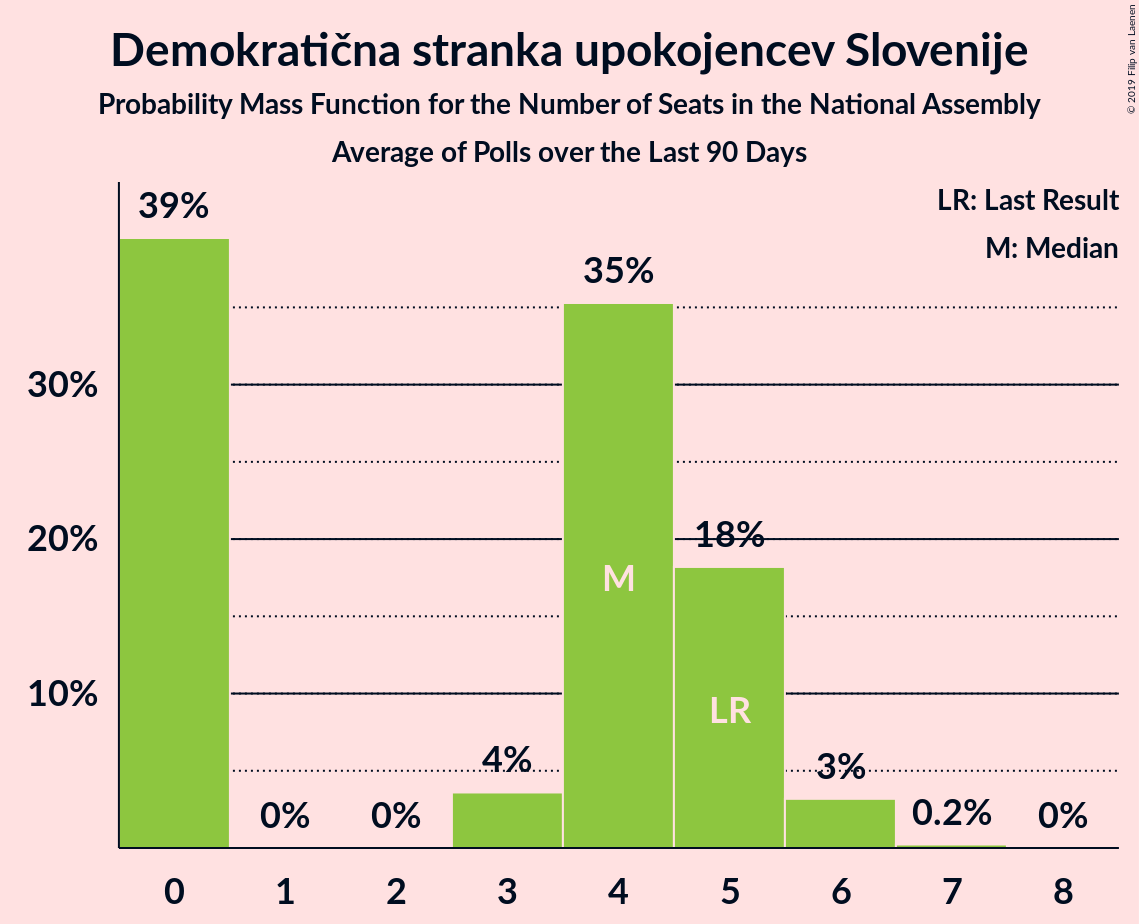 Demokratična stranka upokojencev Slovenije
Probability Mass Function for the Number of Seats in the National Assembly
Average of Polls over the Last 90 Days
© 2019 Filip van Laenen
LR: Last Result
M: Median
39%
35%
30%
20%
18%
M
10%
LR
4%
3%
0%
0%
0.2%
0%
0 1 2 3 4 5 6 7 8